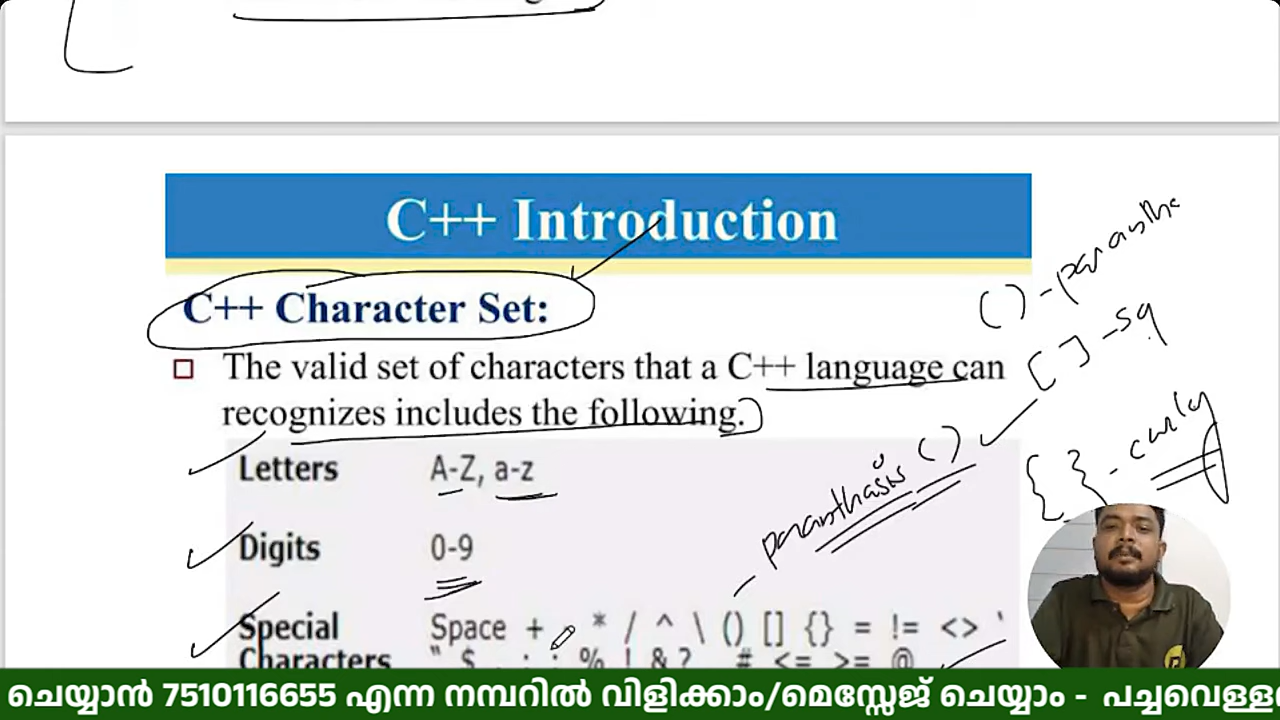 C++ Introduction
C++ Character Set:
The valid set of characters that a C++ language can
recognizes includes the following.
Letters A-Z, a-z
Digits 0-9
Special Space + * / ^ \ () [] {} = != <> '
Characters " $ , ; % ! & ? # <= >= @
() - paranthe
[] - sq
{} - curly
paranthasis ()
ചെയ്യാൻ 7510116655 എന്ന നമ്പറിൽ വിളിക്കാം/മെസ്സേജ് ചെയ്യാം - പച്ചവെള്ളം